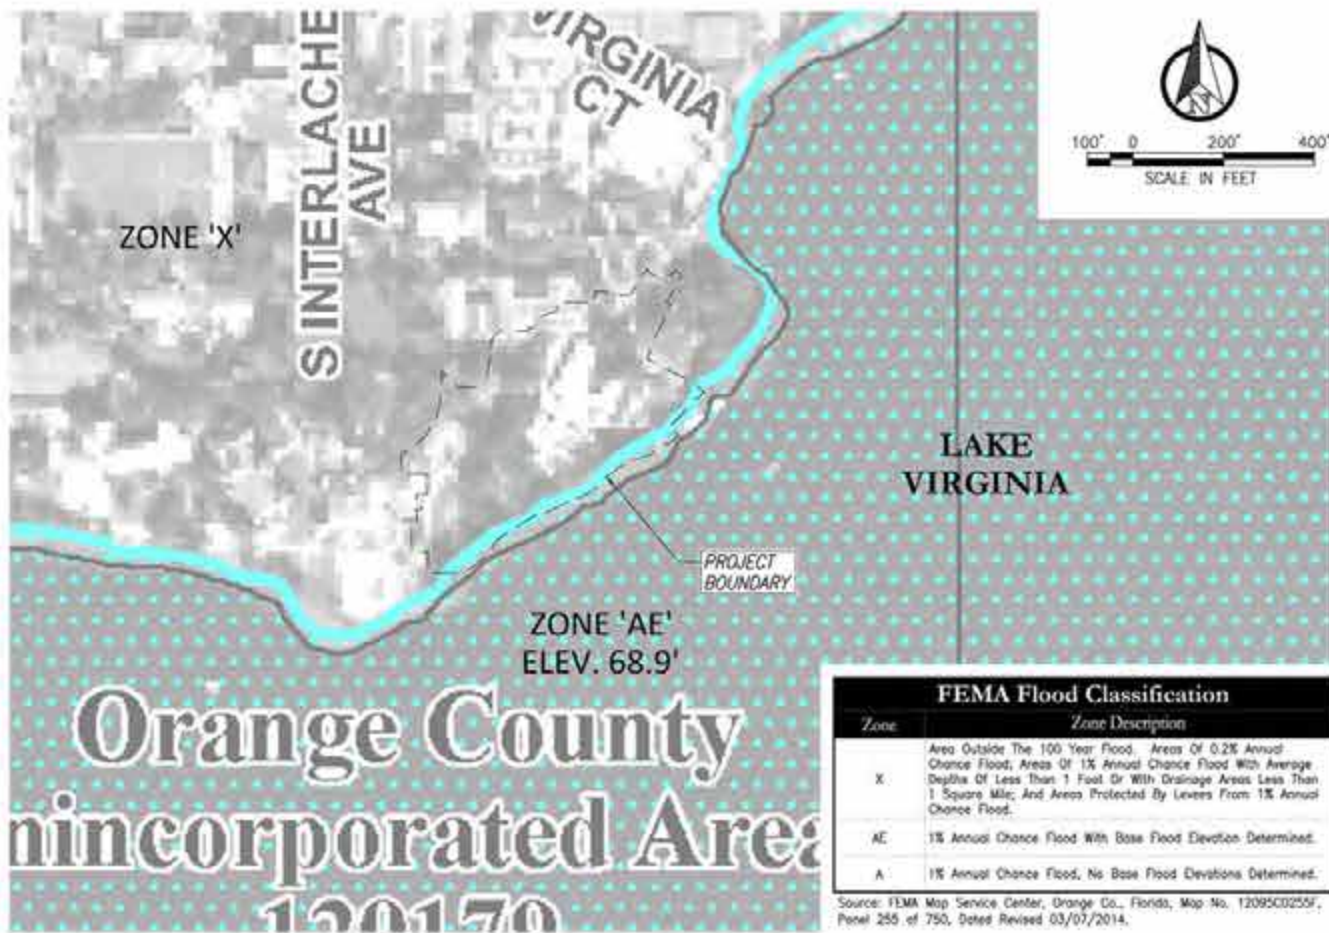 VIRGINIA
CT
S INTERLACHE
AVE
ZONE 'X'
N
100' 0 200' 400'
SCALE IN FEET
LAKE
VIRGINIA
PROJECT
BOUNDARY
ZONE 'AE'
ELEV. 68.9'
Orange County
nincorporated Area
120179
FEMA Flood Classification
Zone Zone Description
X Area Outside The 100 Year Flood. Areas Of 0.2% Annual
Chance Flood; Areas Of 1% Annual Chance Flood With Average
Depths Of Less Than 1 Foot Or With Drainage Areas Less Than
1 Square Mile; And Areas Protected By Levees From 1% Annual
Chance Flood.
AE 1% Annual Chance Flood With Base Flood Elevation Determined.
A 1% Annual Chance Flood, No Base Flood Elevations Determined.
Source: FEMA Map Service Center, Orange Co., Florida, Map No. 12095C0255F,
Panel 255 of 750, Dated Revised 03/07/2014.